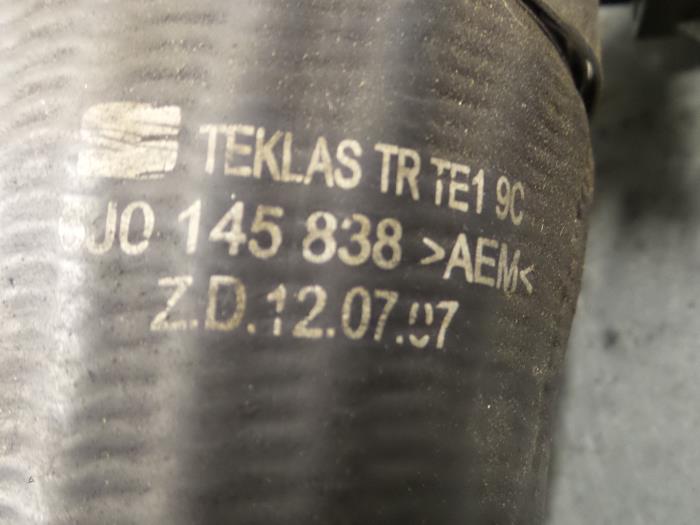 TEKLAS TR TE1 9C
6J0 145 838 >AEM<
Z.D.12.07.07